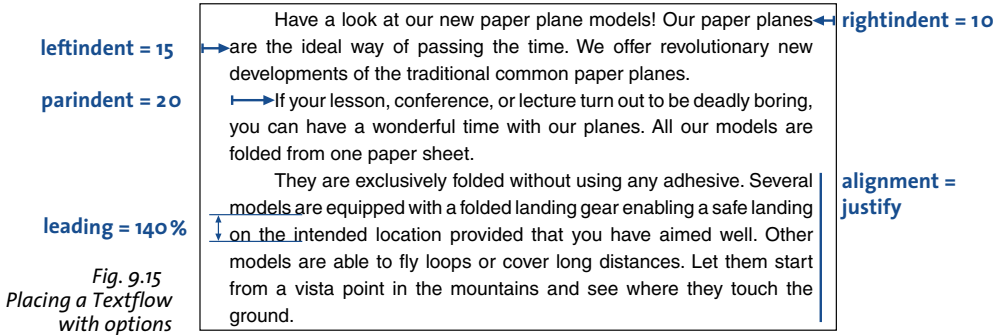 Have a look at our new paper plane models! Our paper planes
rightindent = 10
leftindent = 15
are the ideal way of passing the time. We offer revolutionary new
developments of the traditional common paper planes.
parindent = 20
If your lesson, conference, or lecture turn out to be deadly boring,
you can have a wonderful time with our planes. All our models are
folded from one paper sheet.
They are exclusively folded without using any adhesive. Several
alignment =
justify
models are equipped with a folded landing gear enabling a safe landing
leading = 140 %
on the intended location provided that you have aimed well. Other
models are able to fly loops or cover long distances. Let them start
from a vista point in the mountains and see where they touch the
ground.
Fig. 9.15
Placing a Textflow
with options